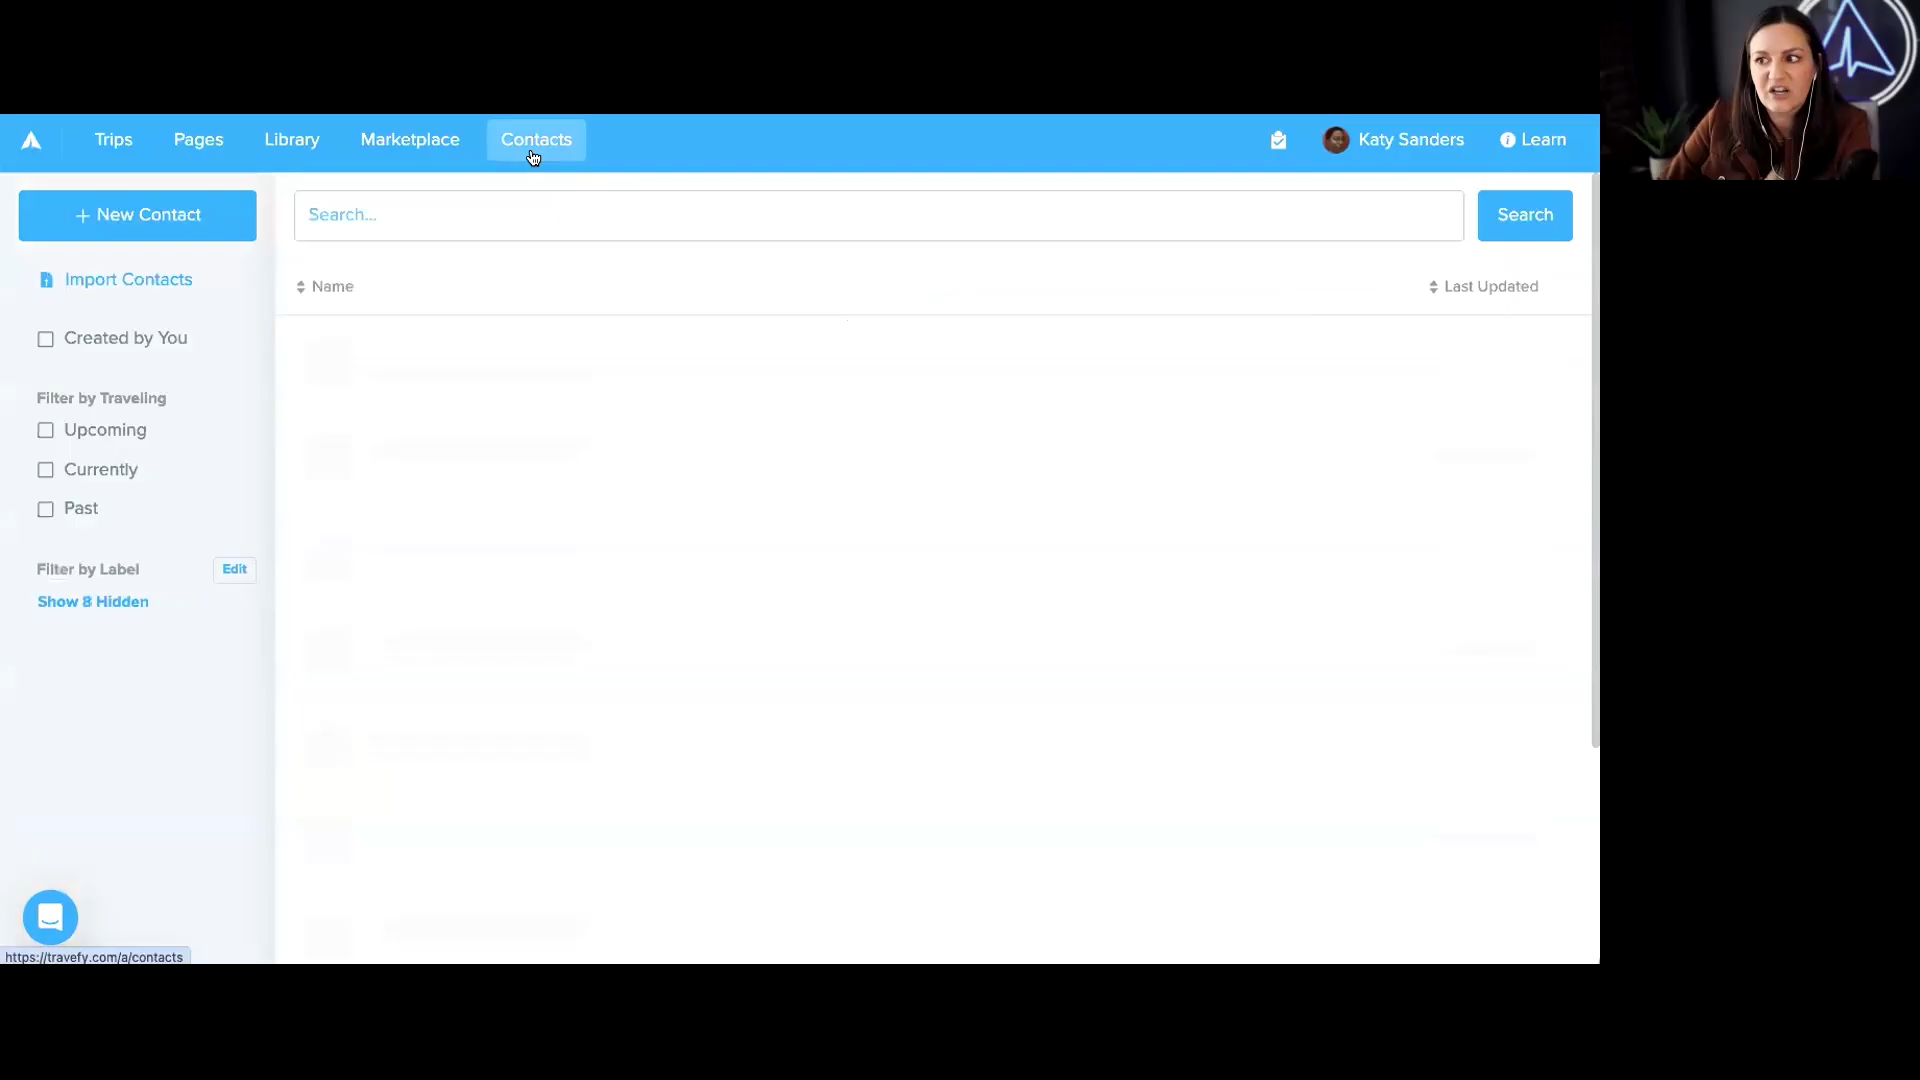 Trips Pages Library Marketplace Contacts Katy Sanders Learn
+ New Contact
Search...
Search
Import Contacts
Name Last Updated
Created by You
Filter by Traveling
Upcoming
Currently
Past
Filter by Label Edit
Show 8 Hidden
https://travefy.com/a/contacts